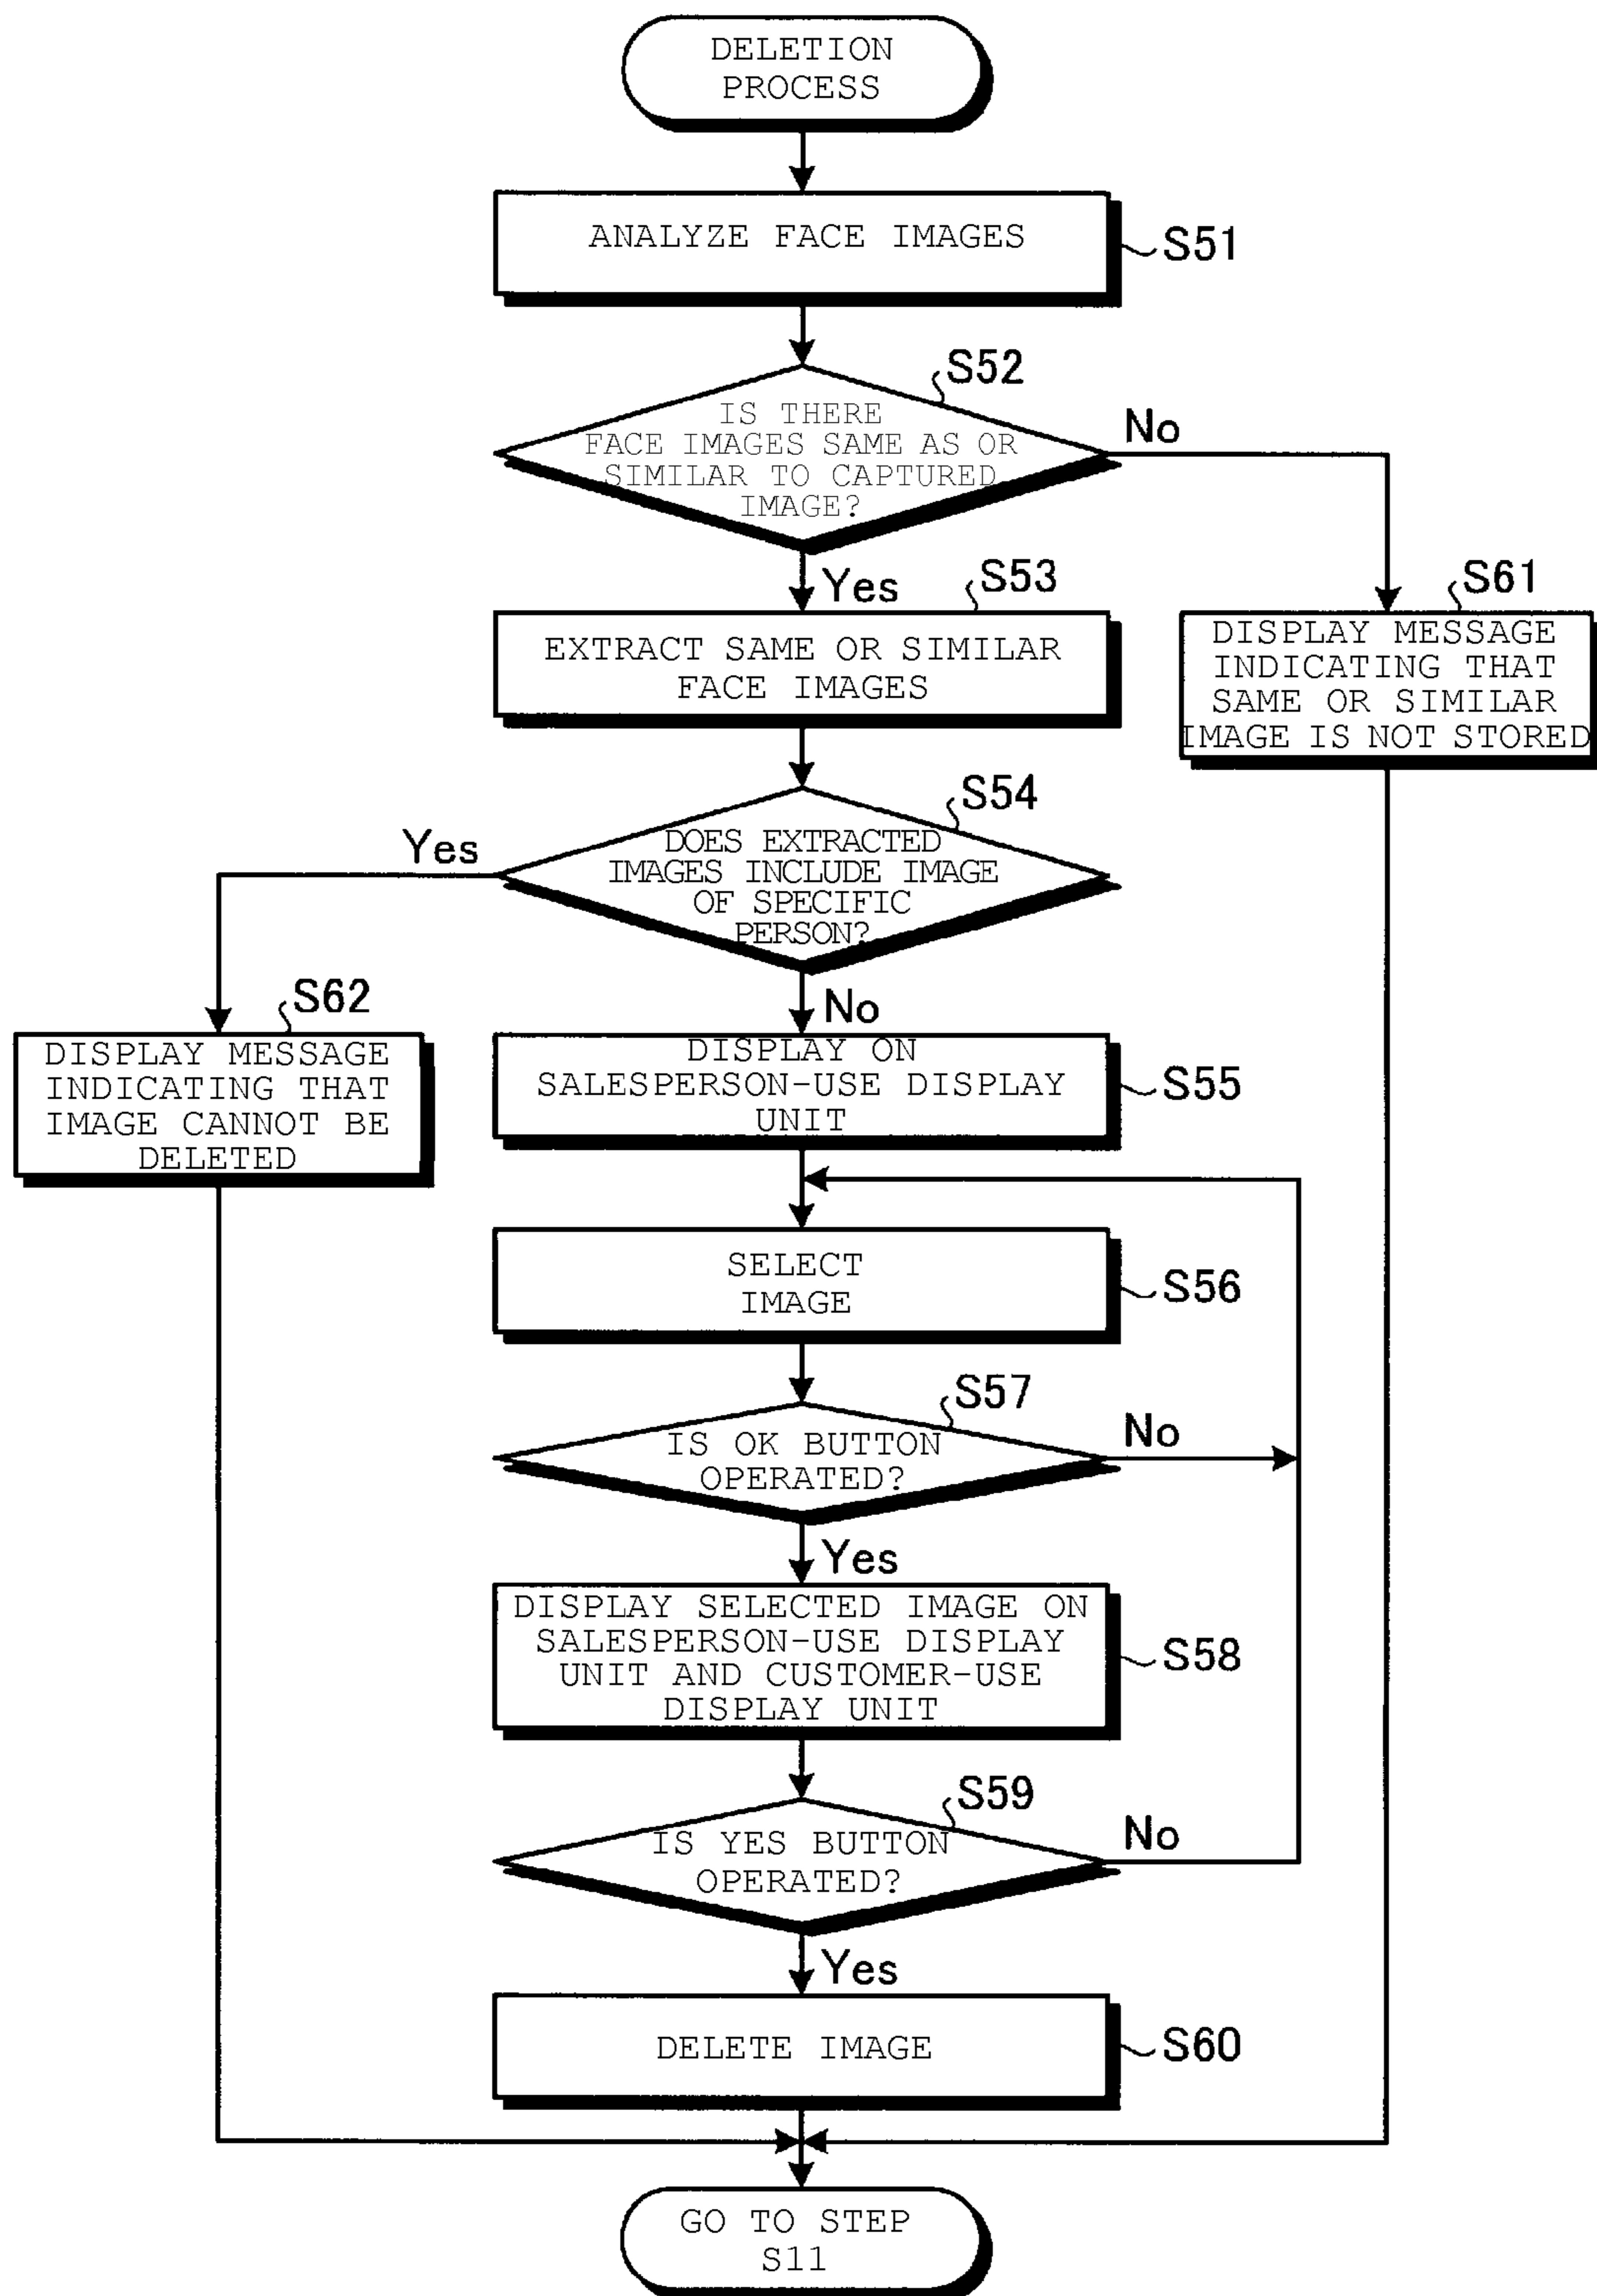 DELETION
PROCESS
ANALYZE FACE IMAGES
S51
S52
IS THERE
FACE IMAGES SAME AS OR
SIMILAR TO CAPTURED
IMAGE?
No
Yes
S53
EXTRACT SAME OR SIMILAR
FACE IMAGES
S61
DISPLAY MESSAGE
INDICATING THAT
SAME OR SIMILAR
IMAGE IS NOT STORED
S54
DOES EXTRACTED
IMAGES INCLUDE IMAGE
OF SPECIFIC
PERSON?
Yes
No
S62
DISPLAY MESSAGE
INDICATING THAT
IMAGE CANNOT BE
DELETED
DISPLAY ON
SALESPERSON-USE DISPLAY
UNIT
S55
SELECT
IMAGE
S56
S57
IS OK BUTTON
OPERATED?
No
Yes
DISPLAY SELECTED IMAGE ON
SALESPERSON-USE DISPLAY
UNIT AND CUSTOMER-USE
DISPLAY UNIT
S58
S59
IS YES BUTTON
OPERATED?
No
Yes
DELETE IMAGE
S60
GO TO STEP
S11